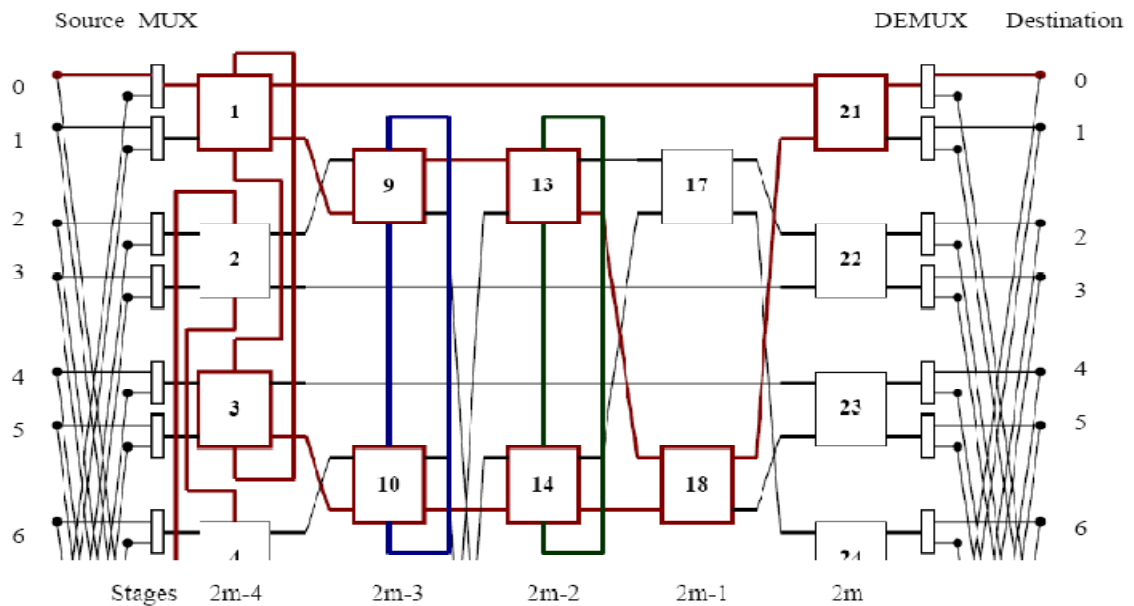 Source MUX DEMUX Destination
0 1 21 0
1 1
9 13 17
2 2 22 2
3 3
4 3 23 4
5 5
10 14 18
6 4 24 6
Stages 2m-4 2m-3 2m-2 2m-1 2m